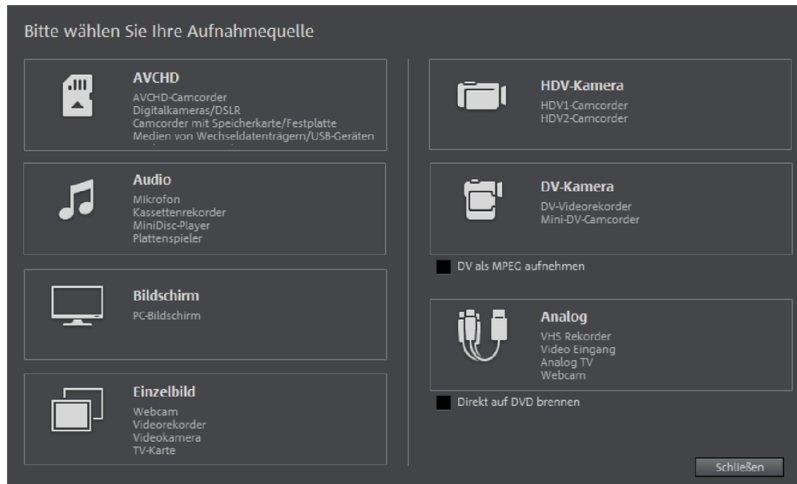 Bitte wählen Sie Ihre Aufnahmequelle
AVCHD
AVCHD-Camcorder
Digitalkameras/DSLR
Camcorder mit Speicherkarte/Festplatte
Medien von Wechseldatenträgern/USB-Geräten
Audio
Mikrofon
Kassettenrekorder
MiniDisc-Player
Plattenspieler
Bildschirm
PC-Bildschirm
Einzelbild
Webcam
Videorekorder
Videokamera
TV-Karte
HDV-Kamera
HDV1-Camcorder
HDV2-Camcorder
DV-Kamera
DV-Videorekorder
Mini-DV-Camcorder
DV als MPEG aufnehmen
Analog
VHS Rekorder
Video Eingang
Analog TV
Webcam
Direkt auf DVD brennen
Schließen